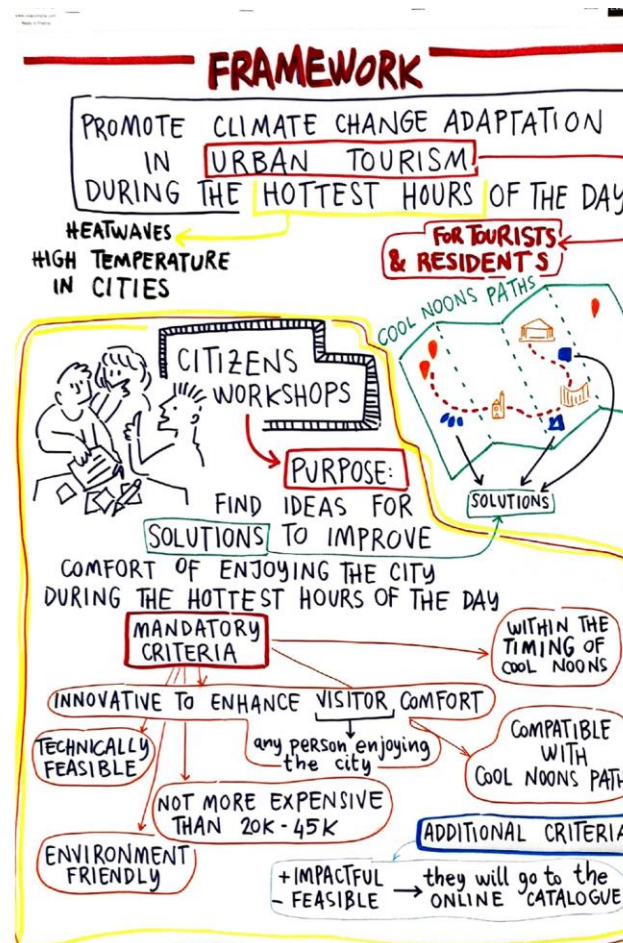 FRAMEWORK
PROMOTE CLIMATE CHANGE ADAPTATION
IN URBAN TOURISM
DURING THE HOTTEST HOURS OF THE DAY
HEATWAVES
HIGH TEMPERATURE
IN CITIES
FOR TOURISTS
& RESIDENTS
COOL NOONS PATHS
CITIZENS
WORKSHOPS
PURPOSE:
FIND IDEAS FOR
SOLUTIONS TO IMPROVE
COMFORT OF ENJOYING THE CITY
DURING THE HOTTEST HOURS OF THE DAY
SOLUTIONS
MANDATORY
CRITERIA
WITHIN THE
TIMING OF
COOL NOONS
INNOVATIVE TO ENHANCE VISITOR COMFORT
any person enjoying
the city
TECHNICALLY
FEASIBLE
COMPATIBLE
WITH
COOL NOONS PATH
NOT MORE EXPENSIVE
THAN 20K-45K
ENVIRONMENT
FRIENDLY
ADDITIONAL CRITERIA
+ IMPACTFUL
- FEASIBLE
→ they will go to the
ONLINE CATALOGUE